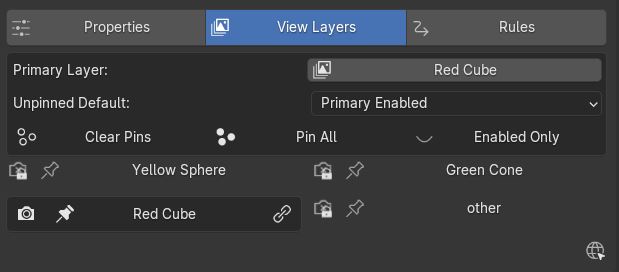 Properties View Layers Rules
Primary Layer: Red Cube
Unpinned Default: Primary Enabled
Clear Pins Pin All Enabled Only
Yellow Sphere Green Cone
Red Cube other